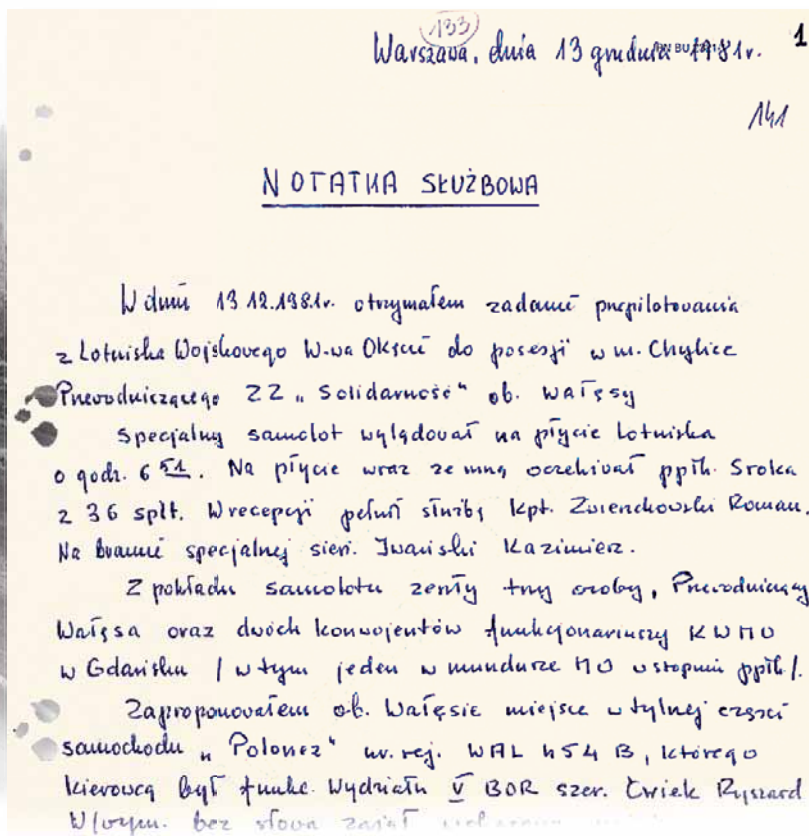 133
Warszawa, dnia 13 grudnia 1981r.
1
141
NOTATKA SŁUŻBOWA
W dniu 13.12.1981r. otrzymałem zadanie przepilotowania
z Lotniska Wojskowego W-wa Okęcie do posesji w m. Chylice
Przewodniczącego ZZ „Solidarność" ob. Wałęsy
Specjalny samolot wylądował na płycie lotniska
o godz. 6 51. Na płycie wraz ze mną oczekiwał ppłk. Sroka
z 36 splt. W recepcji pełnił służbę kpt. Zwierzchowski Roman.
Na bramie specjalnej sierż. Iwański Kazimierz.
Z pokładu samolotu zeszły trzy osoby, Przewodniczący
Wałęsa oraz dwóch konwojentów funkcjonariuszy KWMO
w Gdańsku / w tym jeden w mundurze MO w stopniu ppłk/.
Zaproponowałem ob. Wałęsie miejsce w tylnej części
samochodu „Polonez" nr. rej. WAL 454 B, którego
kierowcą był funkc. Wydziału V BOR szer. Ćwiek Ryszard
W/wym. bez słowa zajął